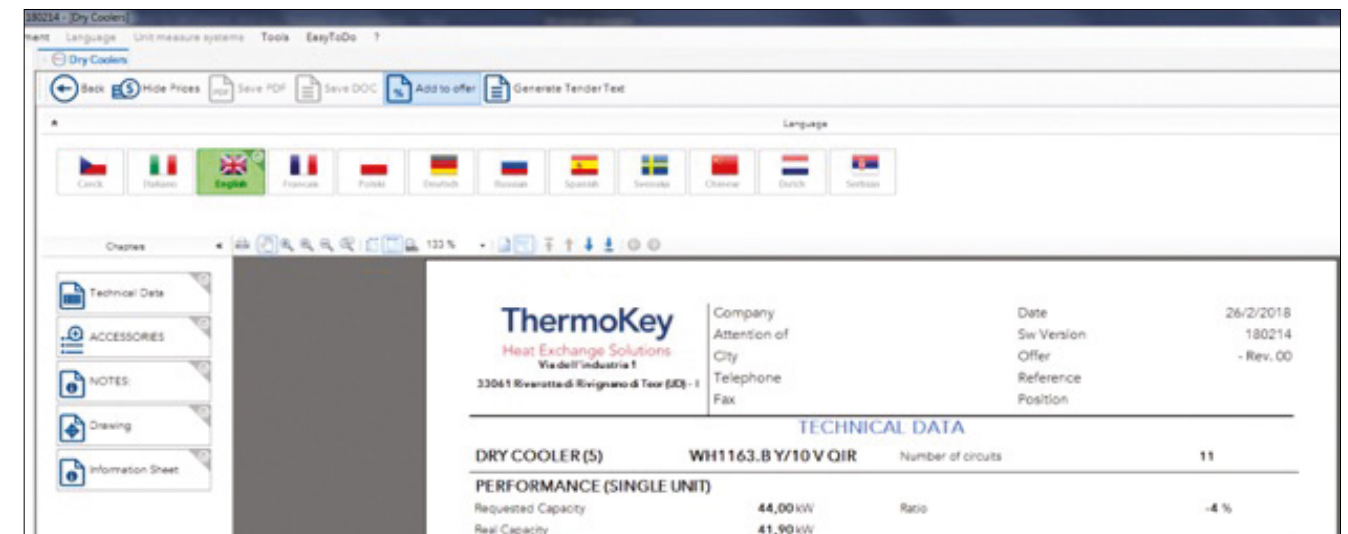 180214 - [Dry Coolers]
ment Language Unit measure systems Tools EasyToDo ?
Dry Coolers
Back Hide Prices PDF Save PDF Save DOC % Add to offer Generate Tender Text
Language
Czech Italiano English Francais Polski Deutsch Russian Spanish Svenska Chinese Dutch Serbian
Chapters 133 %
Technical Data
ACCESSORIES
NOTES:
Drawing
Information Sheet
ThermoKey
Heat Exchange Solutions
Via dell'industria 1
33061 Rivarotta di Rivignano di Teor (UD) - I
Company
Attention of
City
Telephone
Fax
Date 26/2/2018
Sw Version 180214
Offer - Rev. 00
Reference
Position
TECHNICAL DATA
DRY COOLER (5) WH1163.B Y/10 V QIR Number of circuits 11
PERFORMANCE (SINGLE UNIT)
Requested Capacity 44,00 kW Ratio -4 %
Real Capacity 41,90 kW